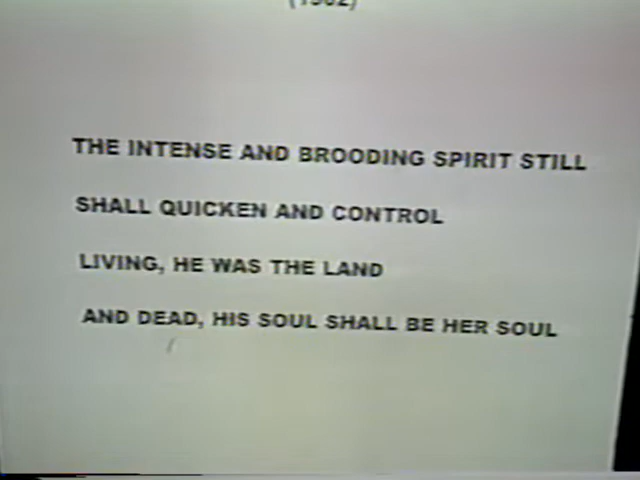 THE INTENSE AND BROODING SPIRIT STILL
SHALL QUICKEN AND CONTROL
LIVING, HE WAS THE LAND
AND DEAD, HIS SOUL SHALL BE HER SOUL